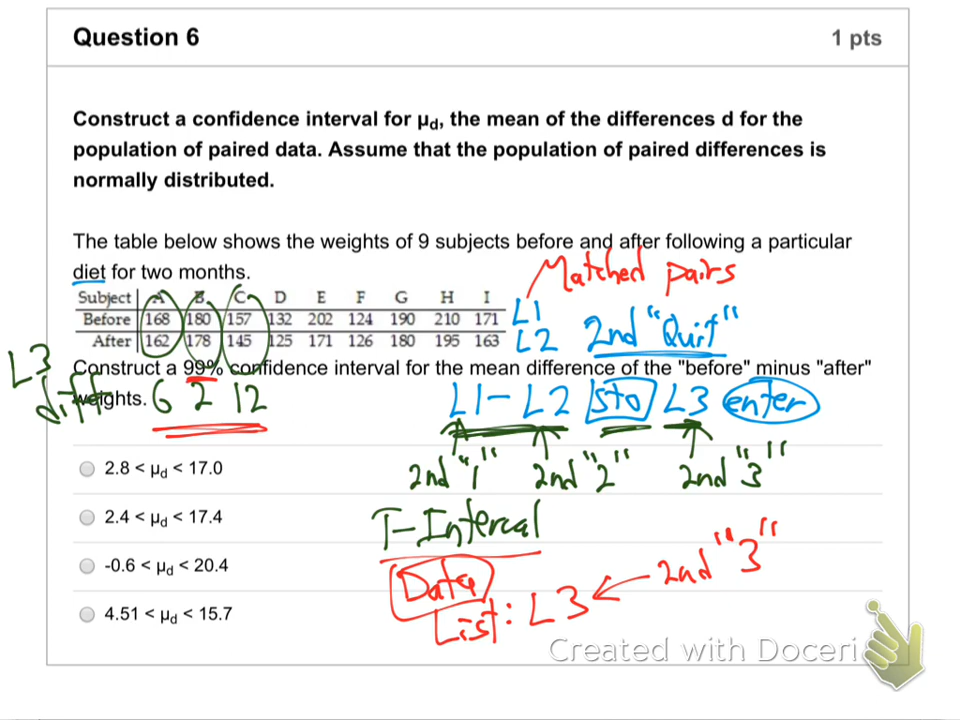 Question 6 1 pts
Construct a confidence interval for μd, the mean of the differences d for the
population of paired data. Assume that the population of paired differences is
normally distributed.
The table below shows the weights of 9 subjects before and after following a particular
diet for two months.
Matched pairs
Subject A B C D E F G H I
Before 168 180 157 132 202 124 190 210 171 L1
After 162 178 145 125 171 126 180 195 163 L2
2nd "Quit"
Construct a 99% confidence interval for the mean difference of the "before" minus "after"
weights.
L3
diff 6 2 12
L1-L2 sto L3 enter
2nd "1" 2nd "2" 2nd "3"
2.8 < μd < 17.0
2.4 < μd < 17.4
-0.6 < μd < 20.4
4.51 < μd < 15.7
T-Interval
Data
List: L3 2nd "3"
Created with Doceri